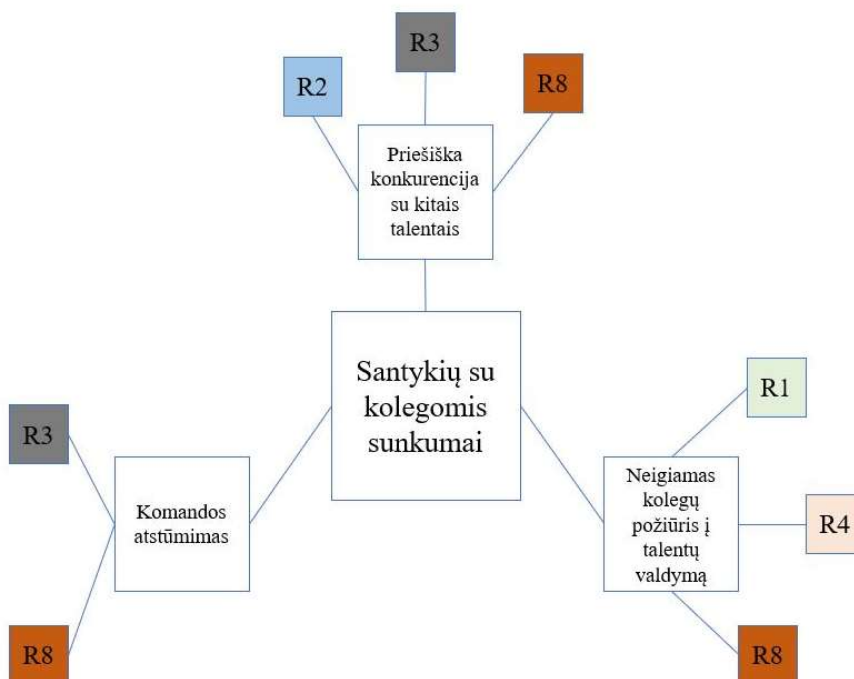 R3
R2
R8
Priešiška
konkurencija
su kitais
talentais
Santykių su
kolegomis
sunkumai
R1
R3
Komandos
atstūmimas
Neigiamas
kolegų
požiūris į
talentų
valdymą
R4
R8
R8